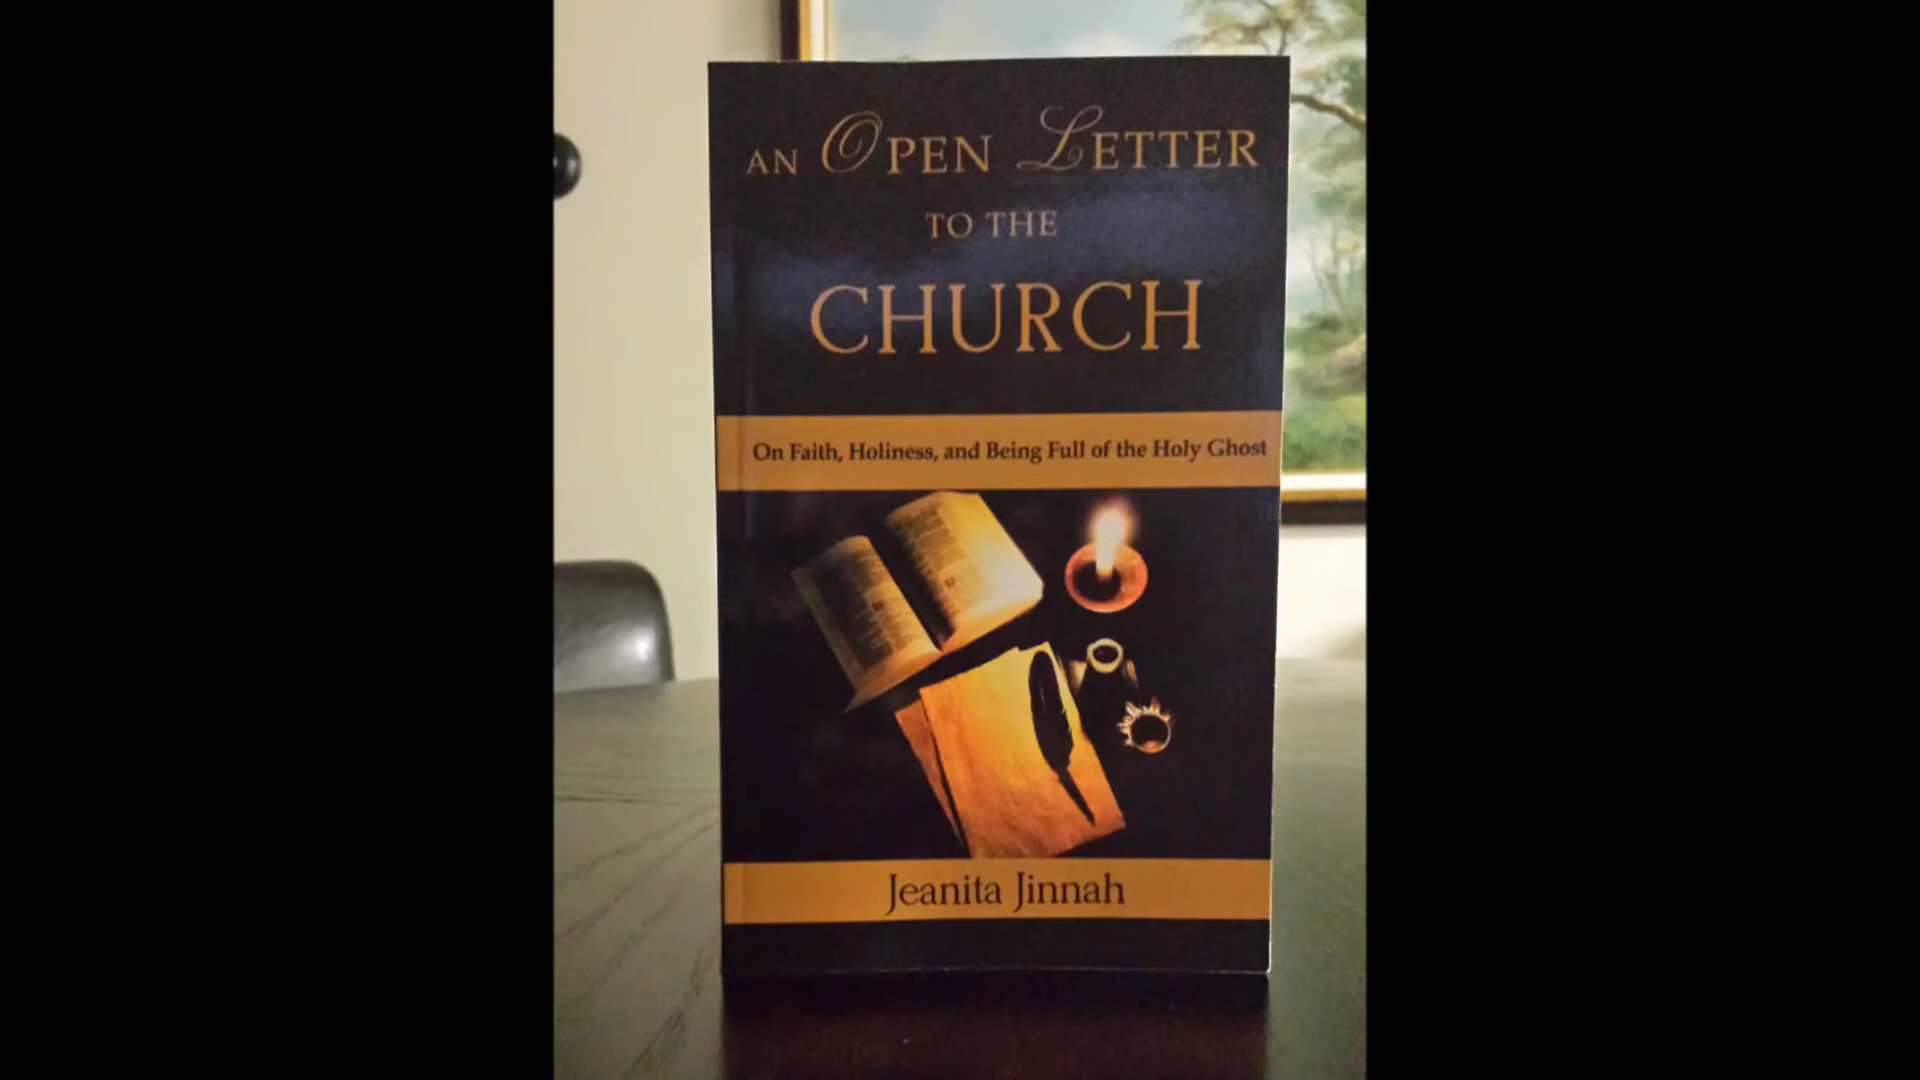 AN OPEN LETTER
TO THE
CHURCH
On Faith, Holiness, and Being Full of the Holy Ghost
Jeanita Jinnah